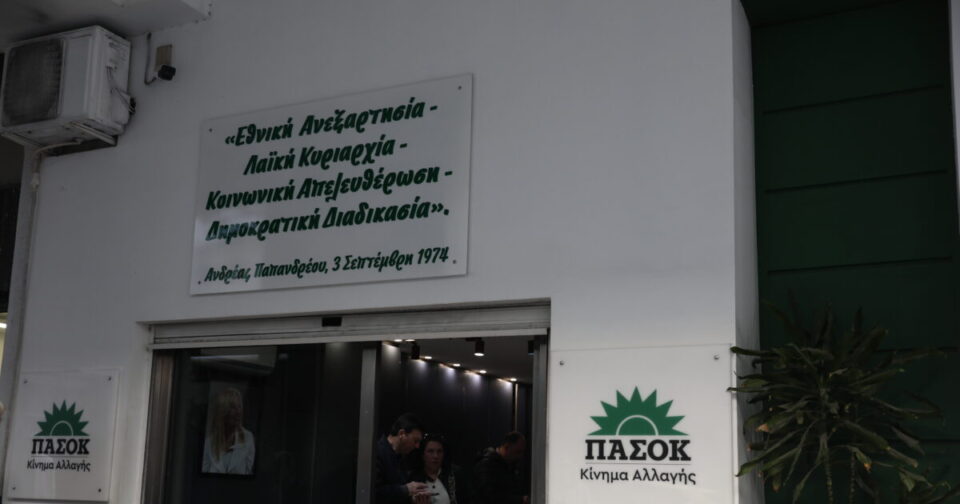 «Εθνική Ανεξαρτησία -
Λαϊκή Κυριαρχία -
Κοινωνική Απελευθέρωση -
Δημοκρατική Διαδικασία».
Ανδρέας Παπανδρέου, 3 Σεπτέμβρη 1974
ΠΑΣΟΚ
Κίνημα Αλλαγής
ΠΑΣΟΚ
Κίνημα Αλλαγής